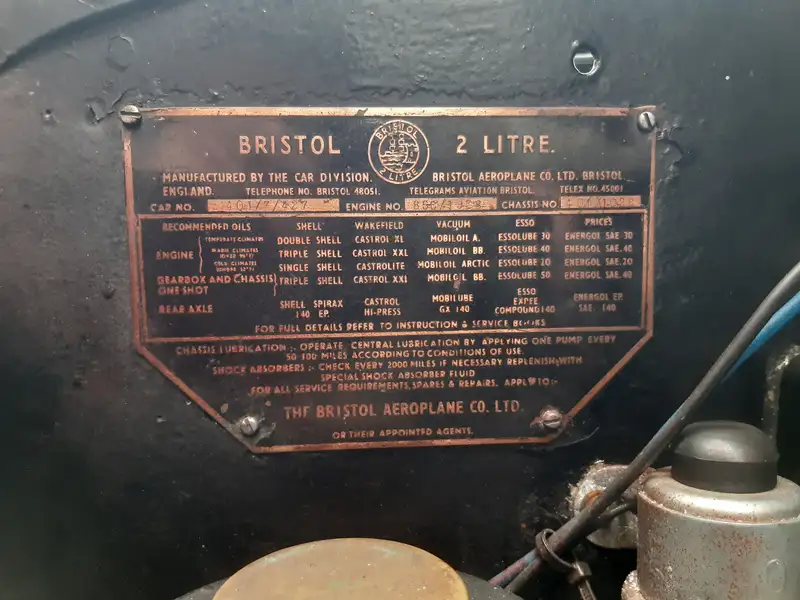 BRISTOL BRISTOL 2 LITRE 2 LITRE.
MANUFACTURED BY THE CAR DIVISION. BRISTOL AEROPLANE CO. LTD. BRISTOL.
ENGLAND. TELEPHONE NO. BRISTOL 48051. TELEGRAMS AVIATION BRISTOL. TELEX NO. 45001
CAR NO. ENGINE NO. CHASSIS NO.
RECOMMENDED OILS SHELL WAKEFIELD VACUUM ESSO PRICES
ENGINE TEMPERATE CLIMATES DOUBLE SHELL CASTROL XL MOBILOIL A. ESSOLUBE 30 ENERGOL SAE 30
WARM CLIMATES TRIPLE SHELL CASTROL XXL MOBILOIL BB. ESSOLUBE 40 ENERGOL SAE. 40
COLD CLIMATES SINGLE SHELL CASTROLITE MOBILOIL ARCTIC ESSOLUBE 20 ENERGOL SAE. 20
GEARBOX AND CHASSIS ONE-SHOT TRIPLE SHELL CASTROL XXL MOBILOIL BB. ESSOLUBE 50 ENERGOL SAE. 40
REAR AXLE SHELL SPIRAX 140 EP. CASTROL HI-PRESS MOBILUBE GX 140 ESSO EXPEE COMPOUND 140 ENERGOL EP. SAE 140
FOR FULL DETAILS REFER TO INSTRUCTION & SERVICE BOOKS
CHASSIS LUBRICATION :- OPERATE CENTRAL LUBRICATION BY APPLYING ONE PUMP EVERY
50-100 MILES ACCORDING TO CONDITIONS OF USE.
SHOCK ABSORBERS :- CHECK EVERY 2000 MILES IF NECESSARY REPLENISH WITH
SPECIAL SHOCK ABSORBER FLUID
FOR ALL SERVICE REQUIREMENTS, SPARES & REPAIRS. APPLY TO :-
THE BRISTOL AEROPLANE CO. LTD.
OR THEIR APPOINTED AGENTS.